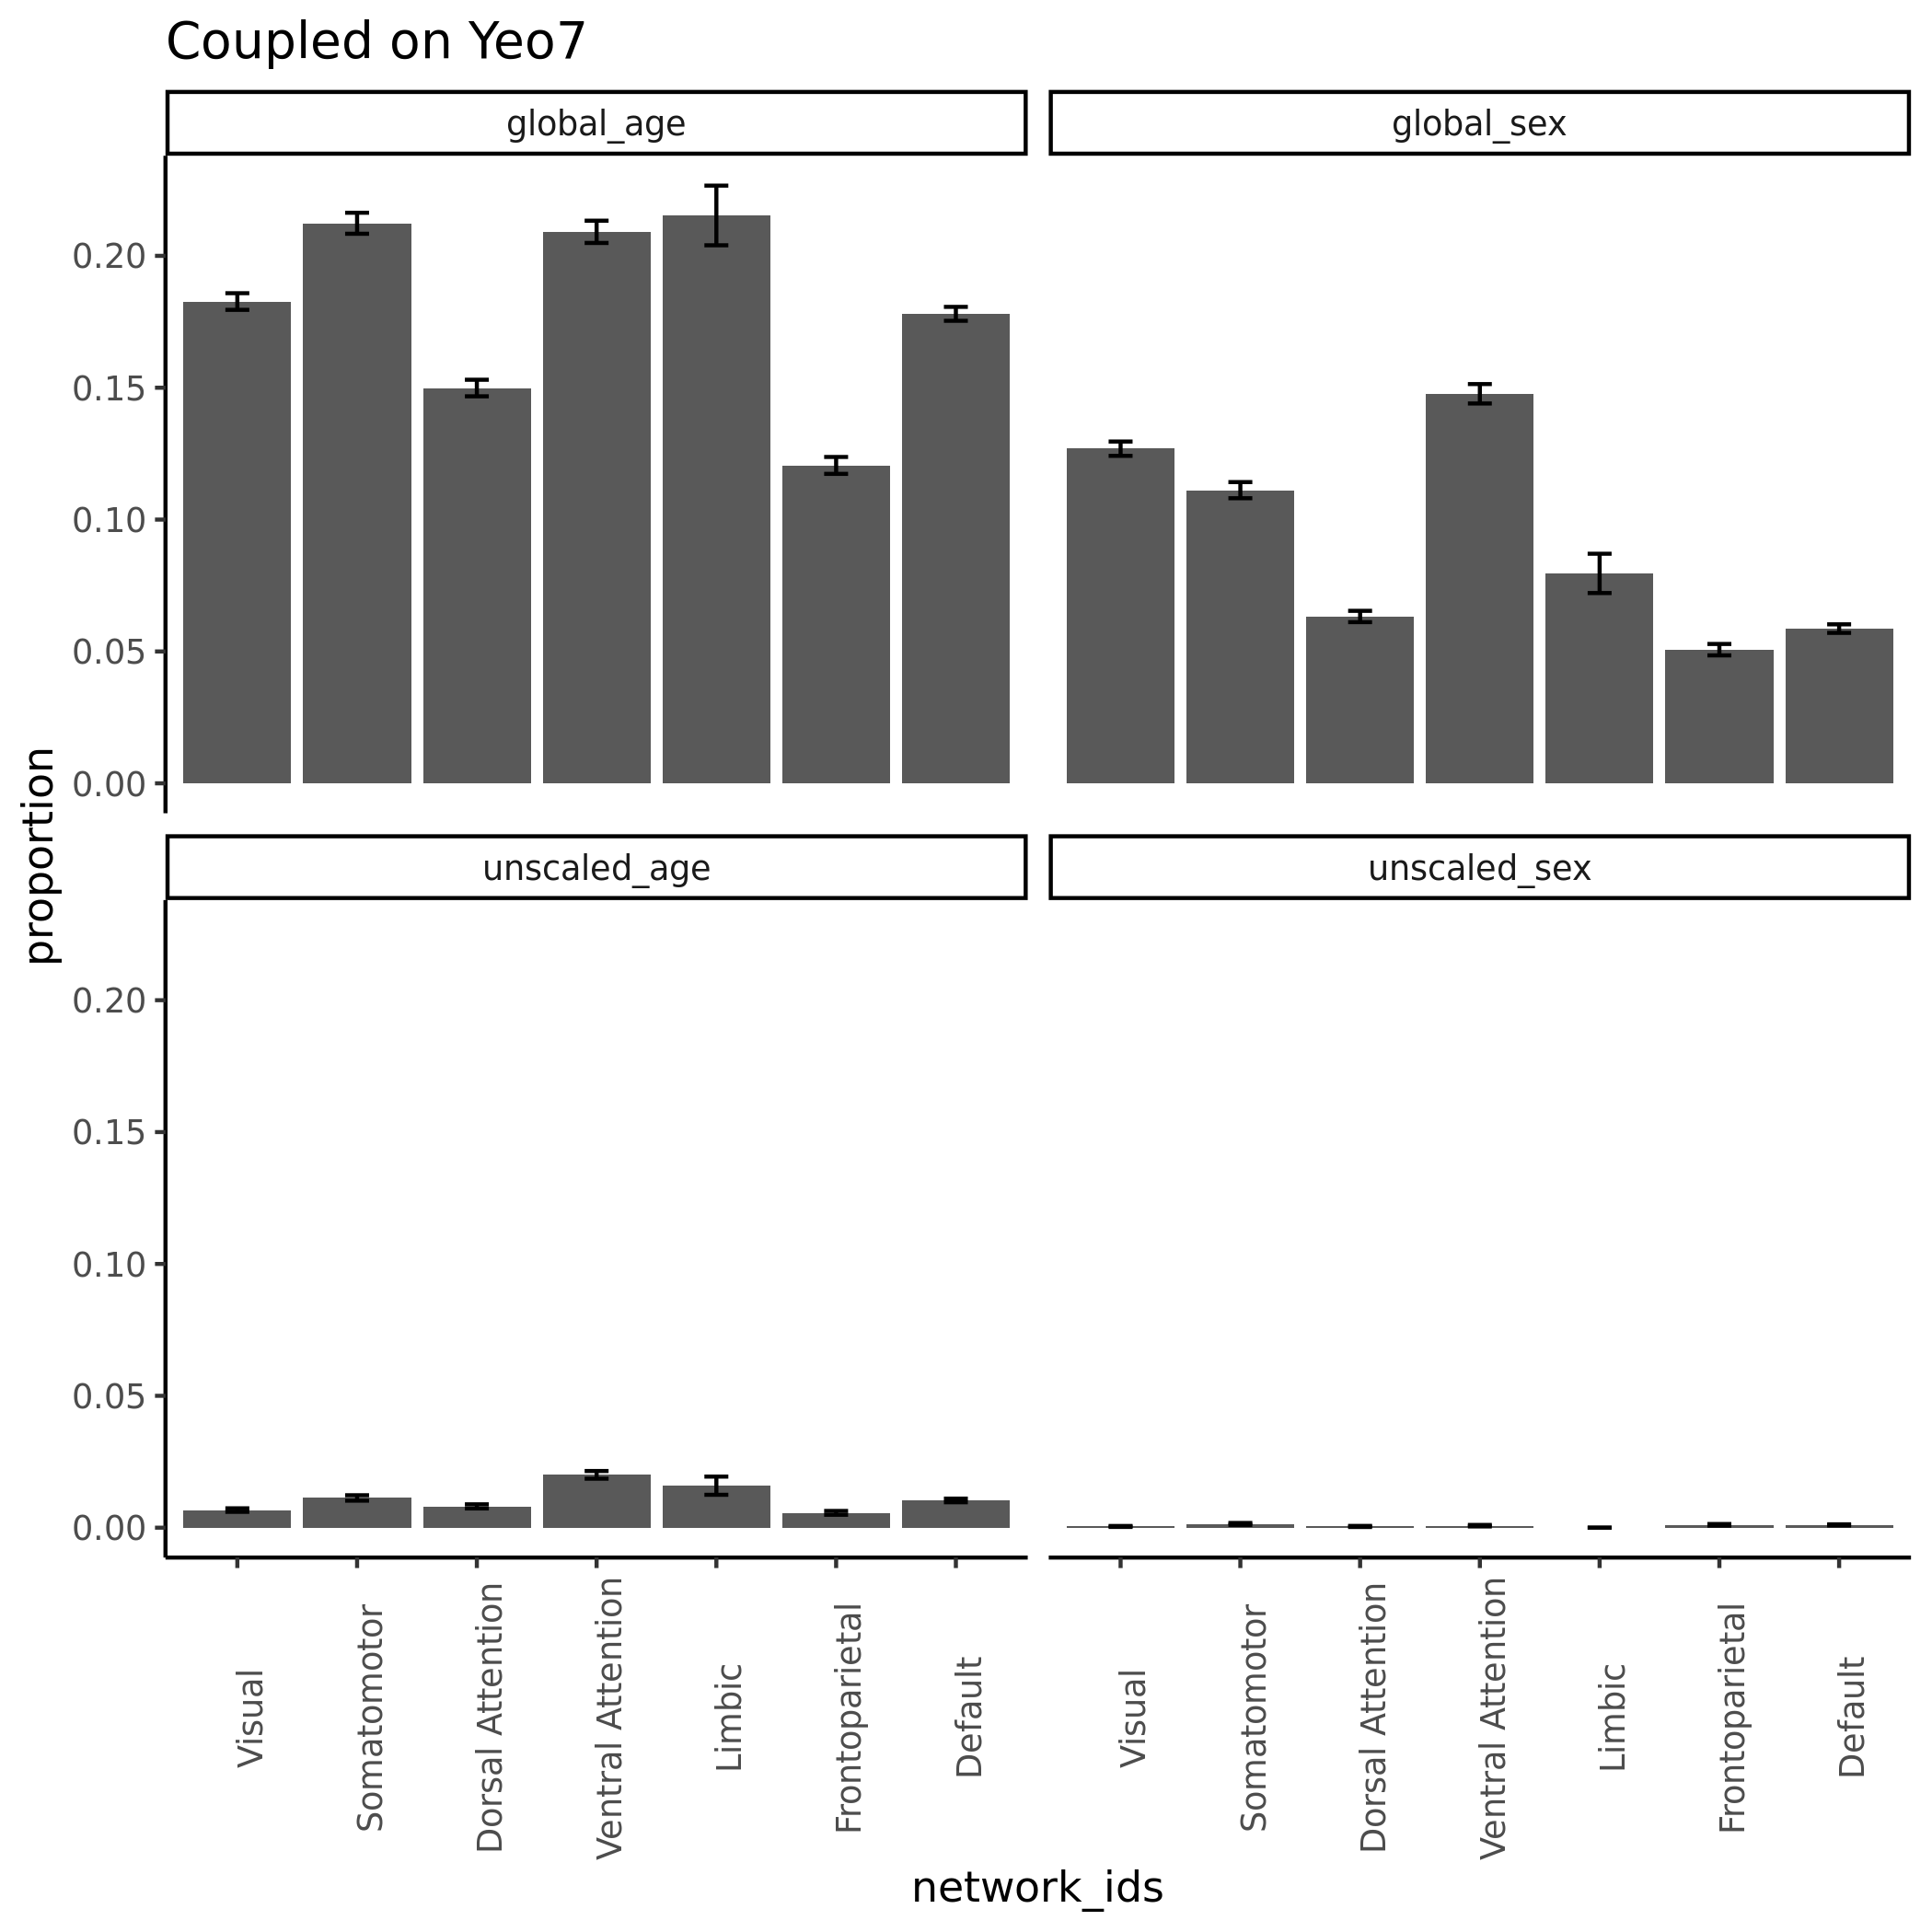 Coupled on Yeo7
global_age
global_sex
0.20
0.15
0.10
0.05
0.00
unscaled_age
unscaled_sex
0.20
0.15
0.10
0.05
0.00
proportion
Visual
Somatomotor
Dorsal Attention
Ventral Attention
Limbic
Frontoparietal
Default
Visual
Somatomotor
Dorsal Attention
Ventral Attention
Limbic
Frontoparietal
Default
network_ids